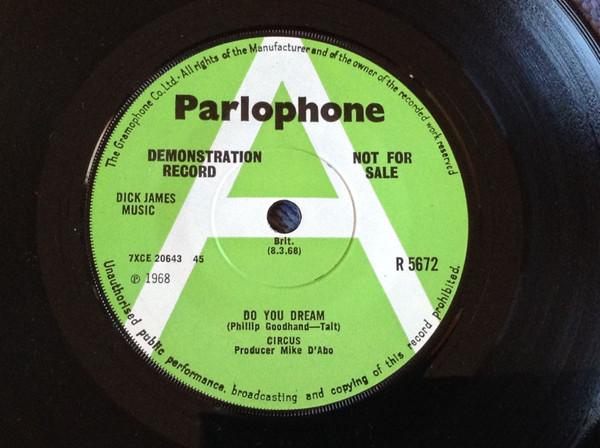 The Gramophone Co. Ltd. · All rights of the Manufacturer and of the owner of the recorded work reserved
Parlophone
DEMONSTRATION RECORD
NOT FOR SALE
DICK JAMES MUSIC
Brit.
(8.3.68)
7XCE 20643 45
℗ 1968
R 5672
DO YOU DREAM
(Phillip Goodhand—Tait)
CIRCUS
Producer Mike D'Abo
Unauthorised public performance, broadcasting and copying of this record prohibited.
A